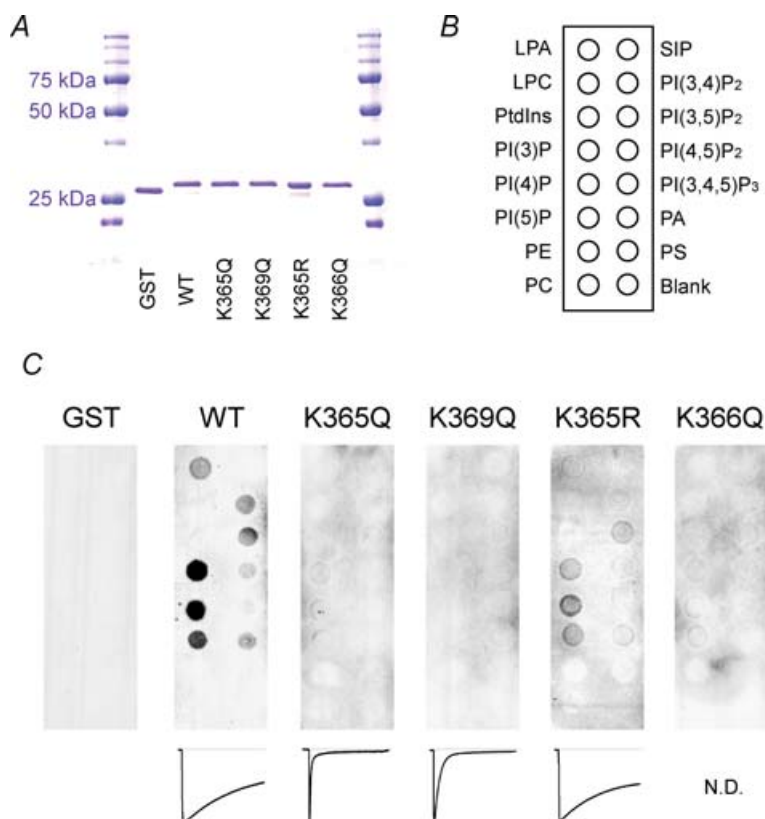 A
75 kDa
50 kDa
25 kDa
GST
WT
K365Q
K369Q
K365R
K366Q
B
LPA SIP
LPC PI(3,4)P2
PtdIns PI(3,5)P2
PI(3)P PI(4,5)P2
PI(4)P PI(3,4,5)P3
PI(5)P PA
PE PS
PC Blank
C
GST WT K365Q K369Q K365R K366Q
N.D.